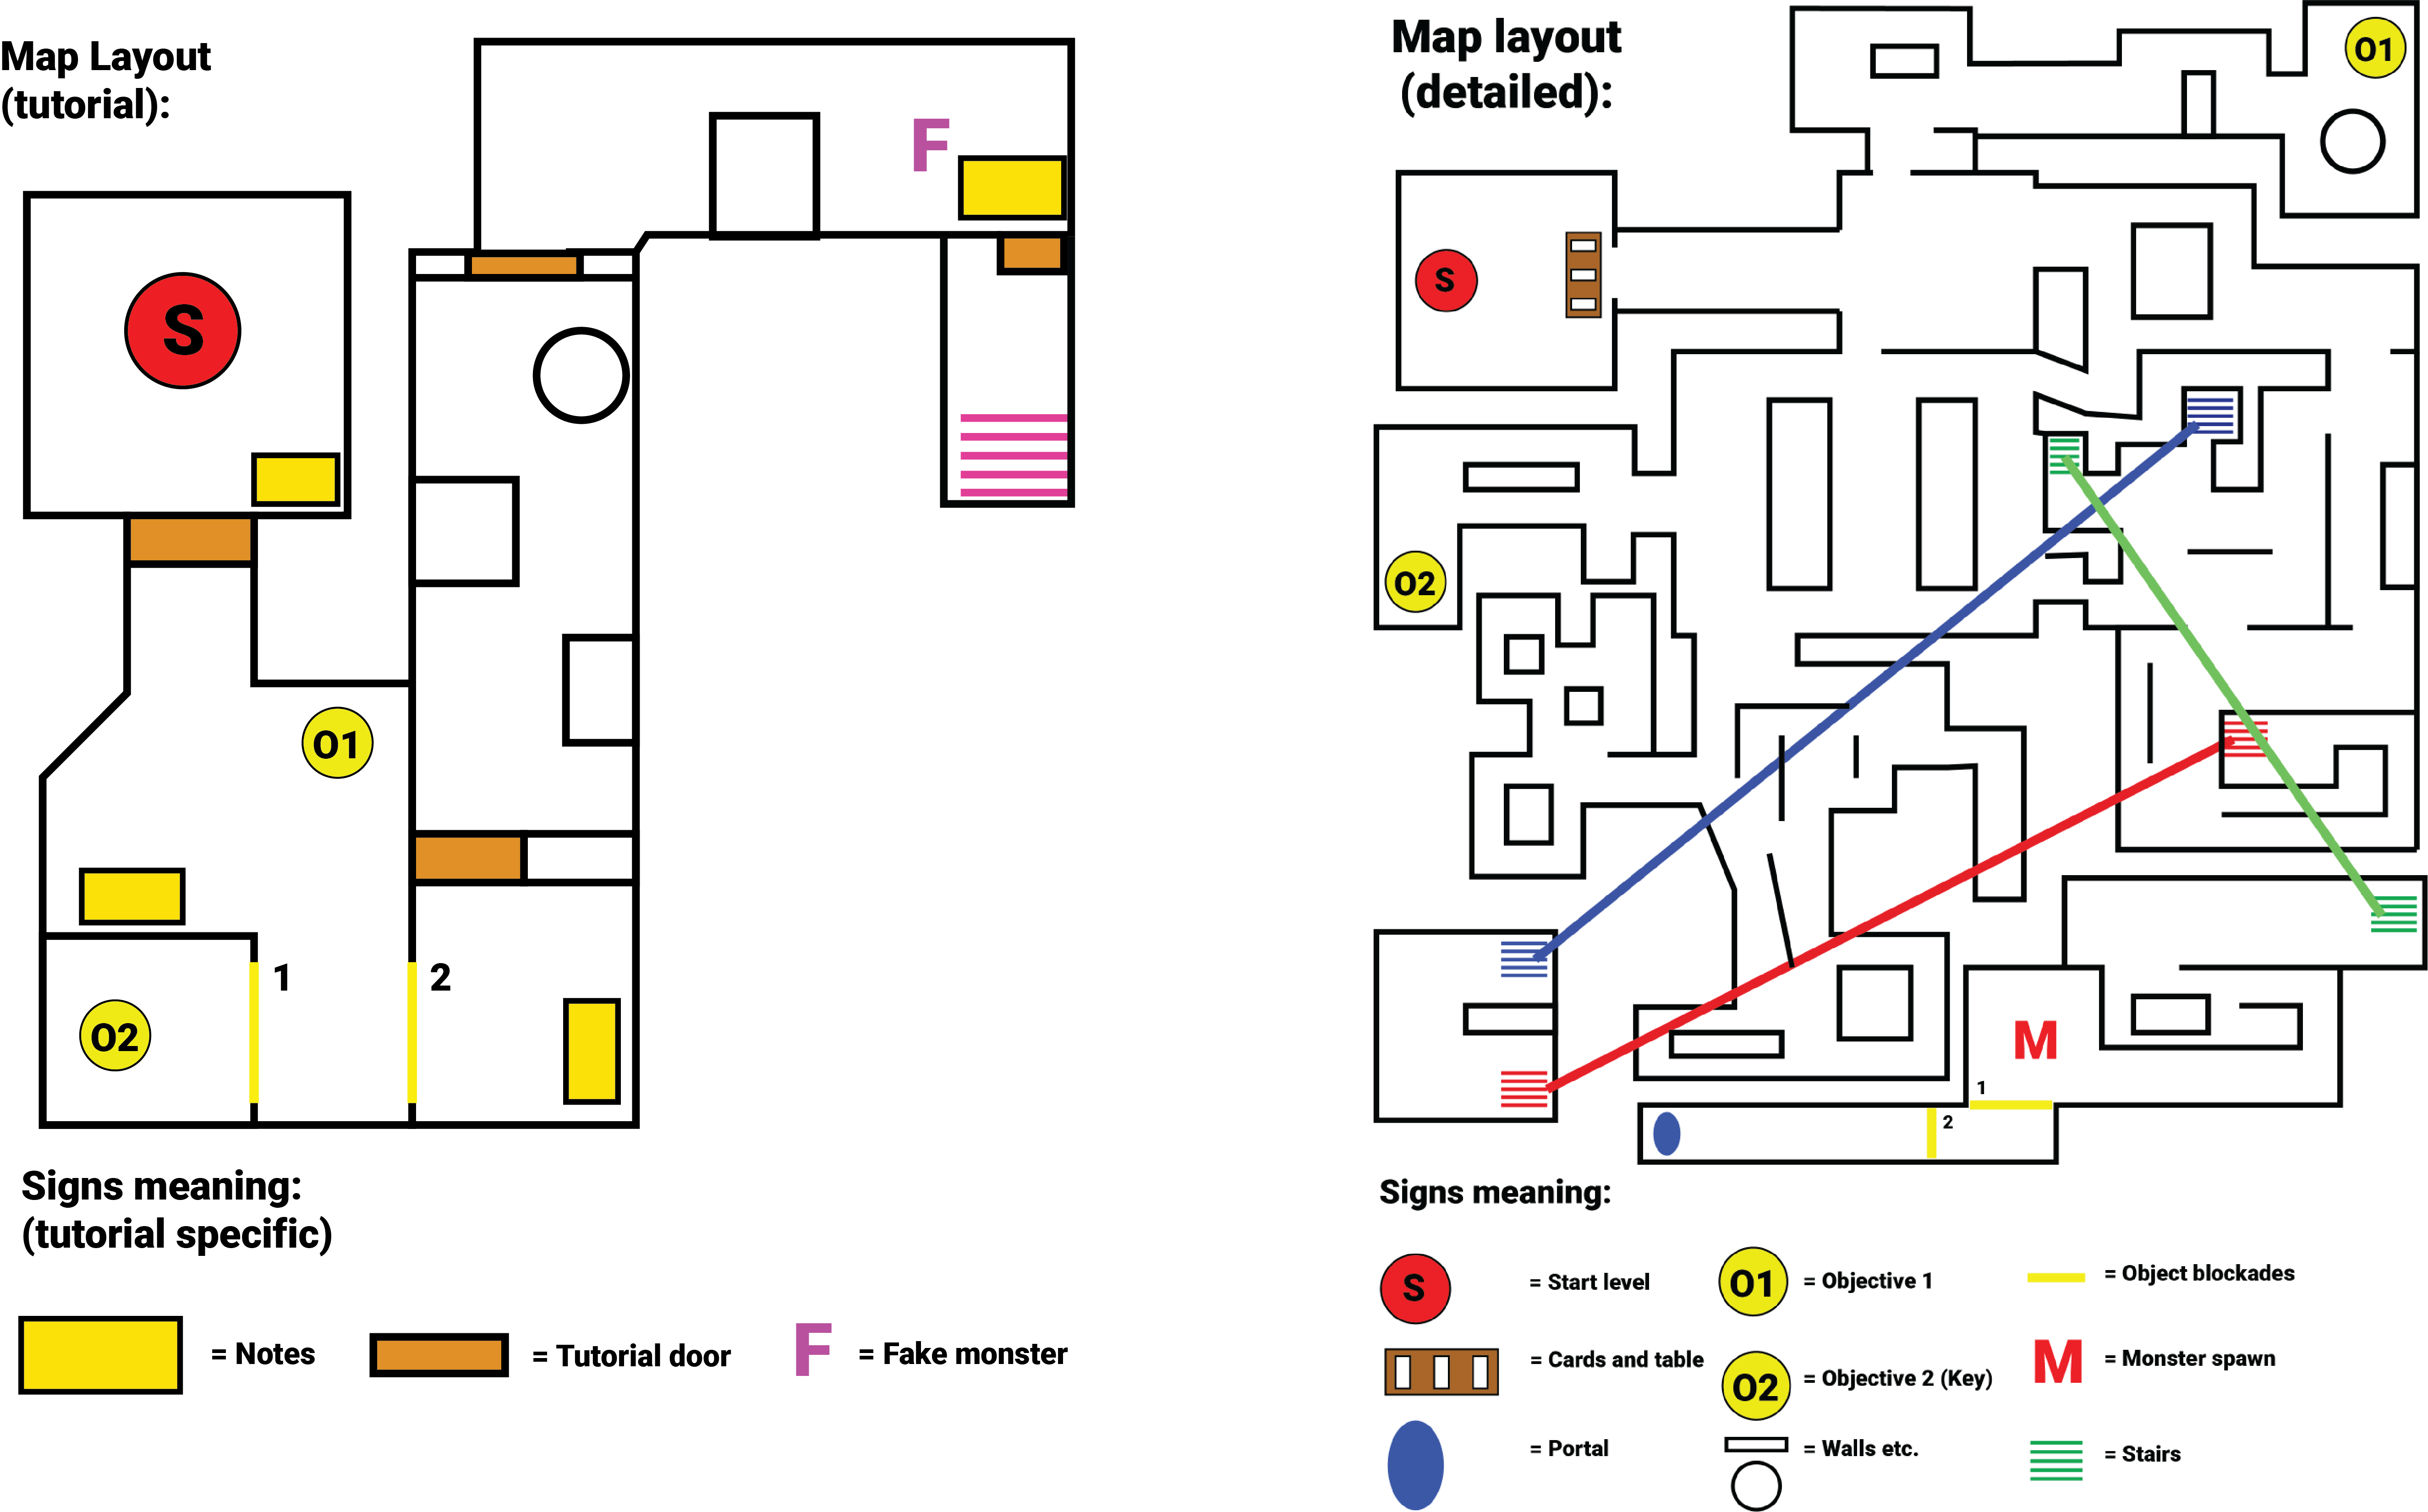 Map Layout
(tutorial):
F
S
O1
1
2
O2
Signs meaning:
(tutorial specific)
= Notes
= Tutorial door
F
= Fake monster
Map layout
(detailed):
O1
S
O2
M
1
2
Signs meaning:
S
= Start level
O1
= Objective 1
= Object blockades
= Cards and table
O2
= Objective 2 (Key)
M
= Monster spawn
= Portal
= Walls etc.
= Stairs